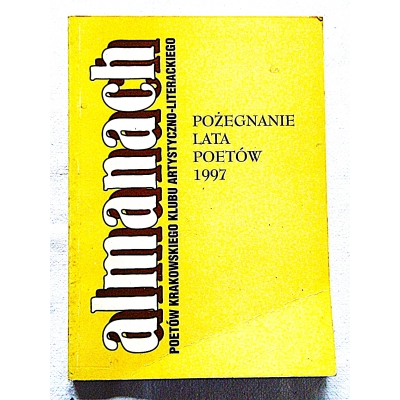 almanach
POETÓW KRAKOWSKIEGO KLUBU ARTYSTYCZNO-LITERACKIEGO
POŻEGNANIE
LATA
POETÓW
1997